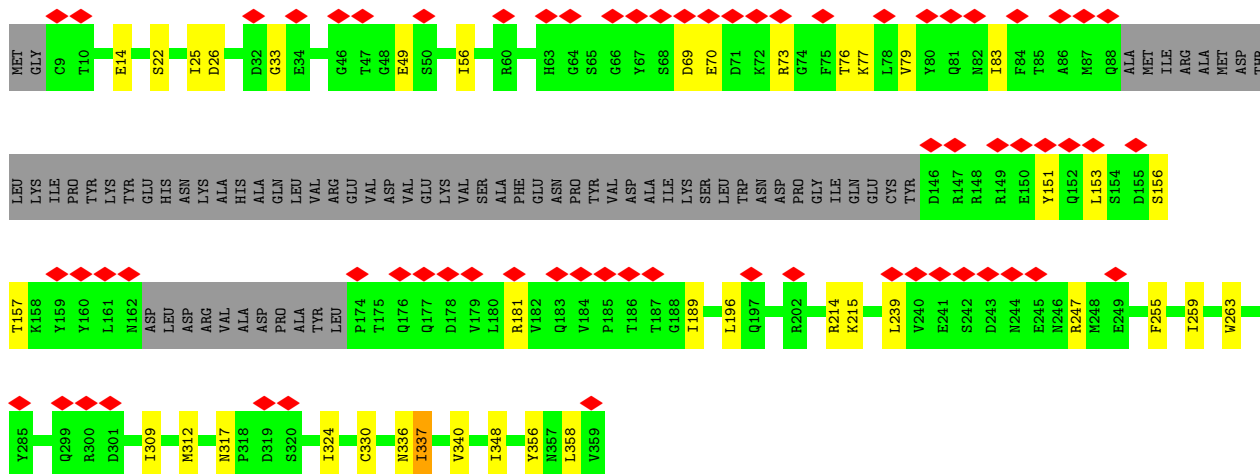 MET GLY C9 T10 E14 S22 I25 D26 D32 G33 E34 G46 T47 G48 E49 S50 I56 R60 H63 G64 S65 G66 Y67 S68 D69 E70 D71 K72 R73 G74 F75 T76 K77 L78 V79 Y80 Q81 N82 I83 F84 T85 A86 M87 Q88 ALA MET ILE ARG ALA MET ASP THR
LEU LYS ILE PRO TYR LYS TYR GLU HIS ASN LYS ALA HIS ALA GLN LEU VAL ARG GLU VAL ASP VAL GLU LYS VAL SER ALA PHE GLU ASN PRO TYR VAL ASP ALA ILE LYS SER LEU TRP ASN ASP PRO GLY ILE GLN GLU CYS TYR D146 R147 R148 R149 E150 Y151 Q152 L153 S154 D155 S156
T157 K158 Y159 Y160 L161 N162 ASP LEU ASP ARG VAL ALA ASP PRO ALA TYR LEU P174 T175 Q176 Q177 D178 V179 L180 R181 V182 Q183 V184 P185 T186 T187 G188 I189 L196 Q197 R202 R214 K215 L239 V240 E241 S242 D243 N244 E245 N246 R247 M248 E249 F255 I259 W263
Y285 Q299 R300 D301 I309 M312 N317 P318 D319 S320 I324 C330 N336 I337 V340 I348 Y356 N357 L358 V359